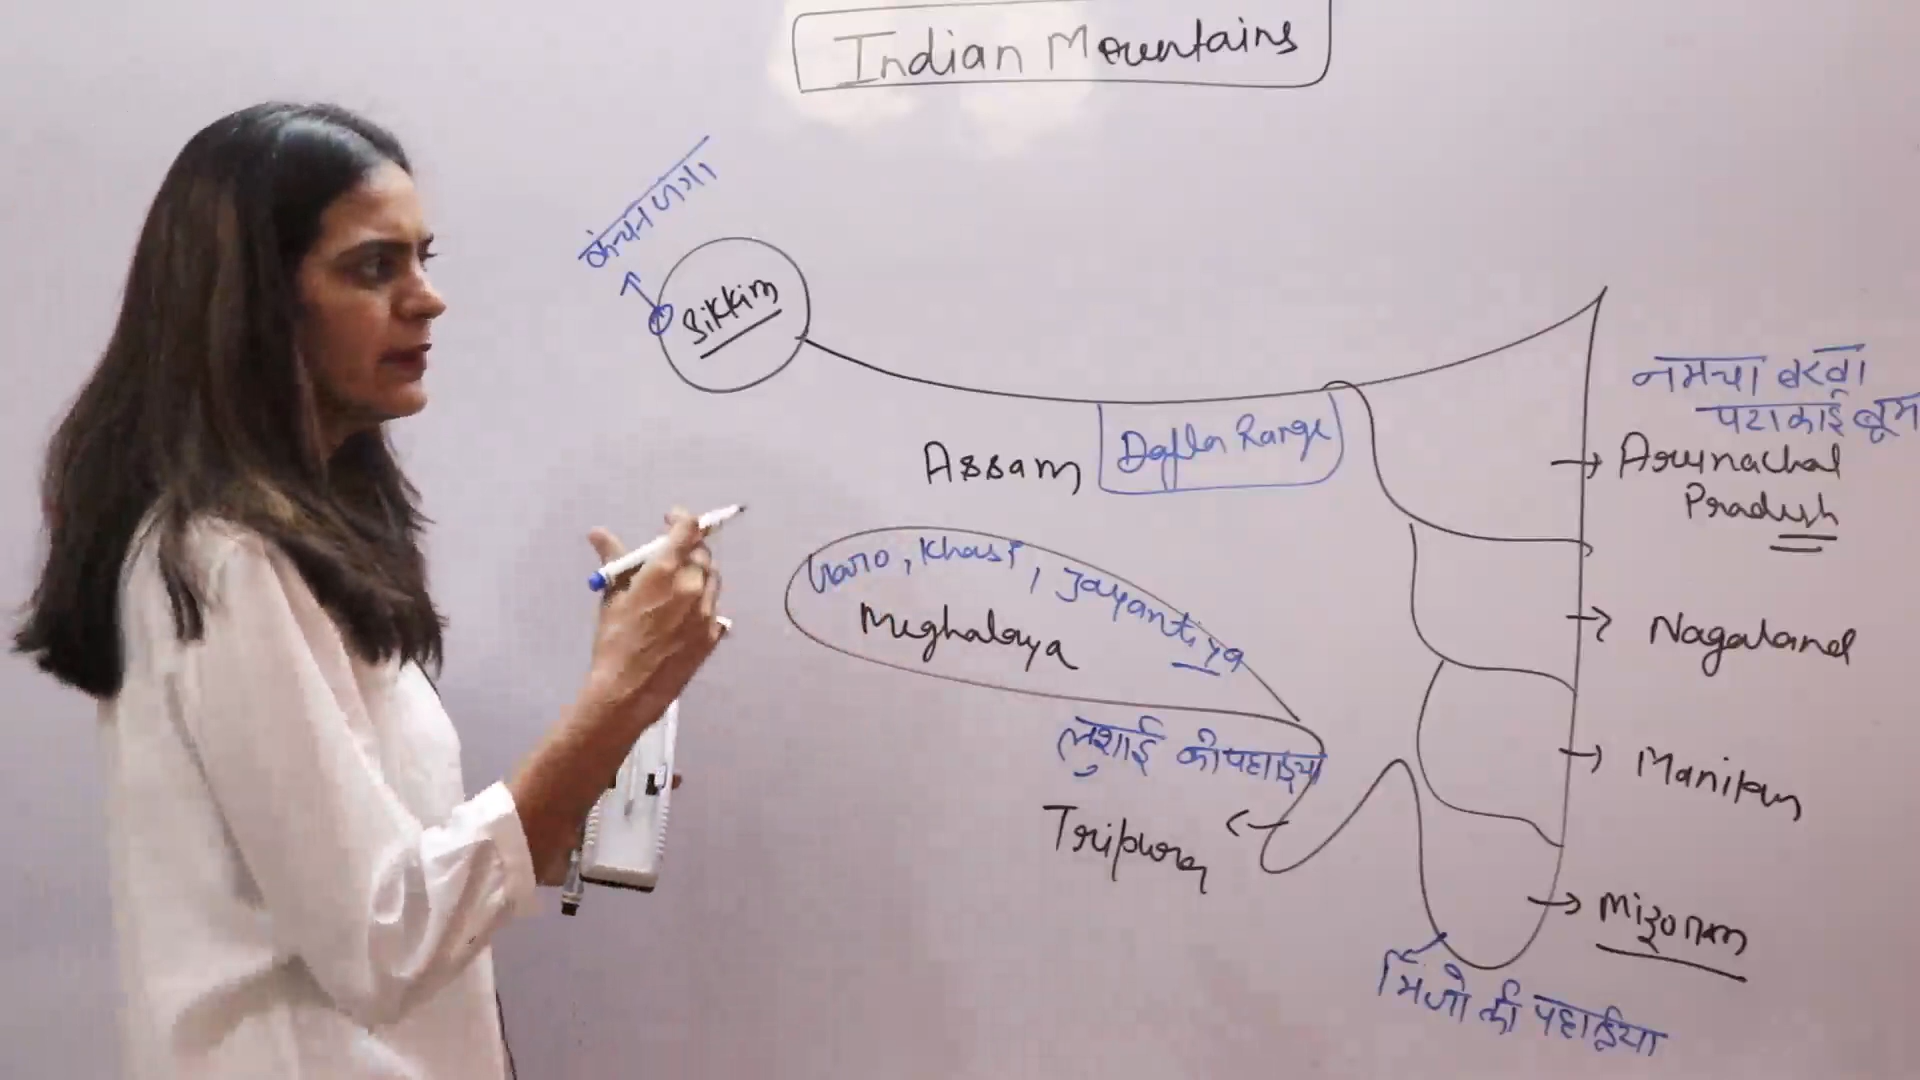 Indian Mountains
कंचनजंगा
Sikkim
नमचा बरवा
पटाकाई बूम
Arunachal
Pradesh
Assam
Dafla Range
Garo, Khasi, Jayantiya
Meghalaya
Nagaland
लुशाई की पहाड़िया
Manipur
Tripura
Mizoram
मिजो की पहाड़िया